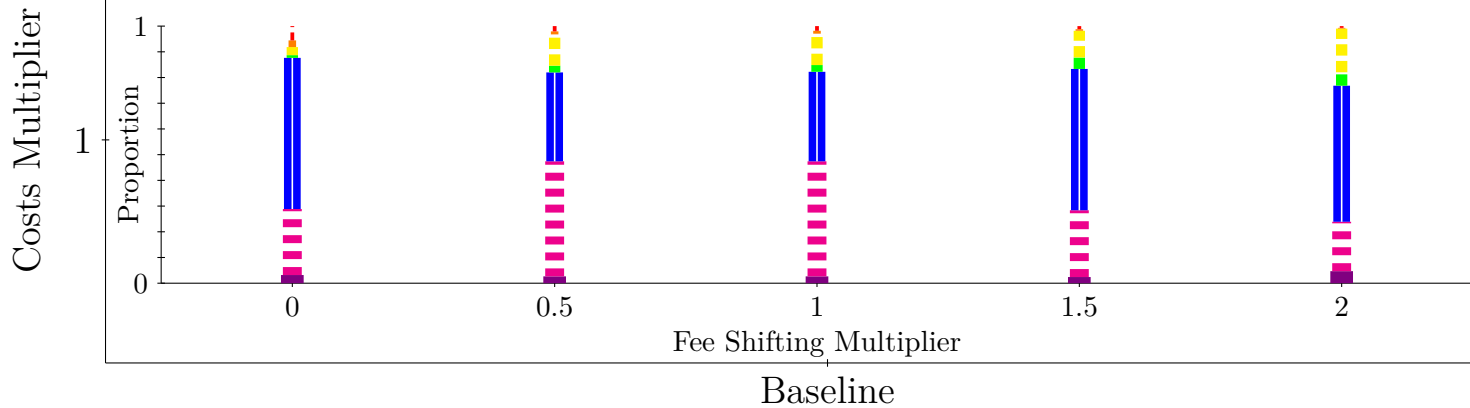 Costs Multiplier
1
Proportion
1
0
0 0.5 1 1.5 2
Fee Shifting Multiplier
Baseline